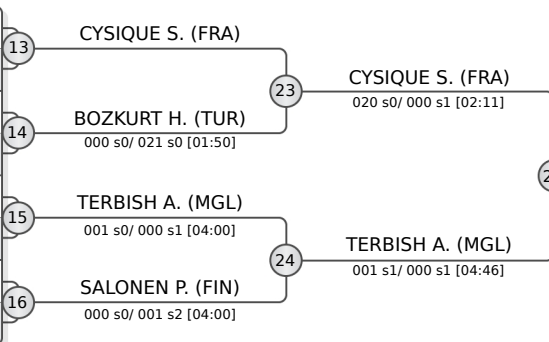 CYSIQUE S. (FRA)
13
23
CYSIQUE S. (FRA)
020 s0/ 000 s1 [02:11]
BOZKURT H. (TUR)
14
000 s0/ 021 s0 [01:50]
TERBISH A. (MGL)
15
001 s0/ 000 s1 [04:00]
24
TERBISH A. (MGL)
001 s1/ 000 s1 [04:46]
SALONEN P. (FIN)
16
000 s0/ 001 s2 [04:00]